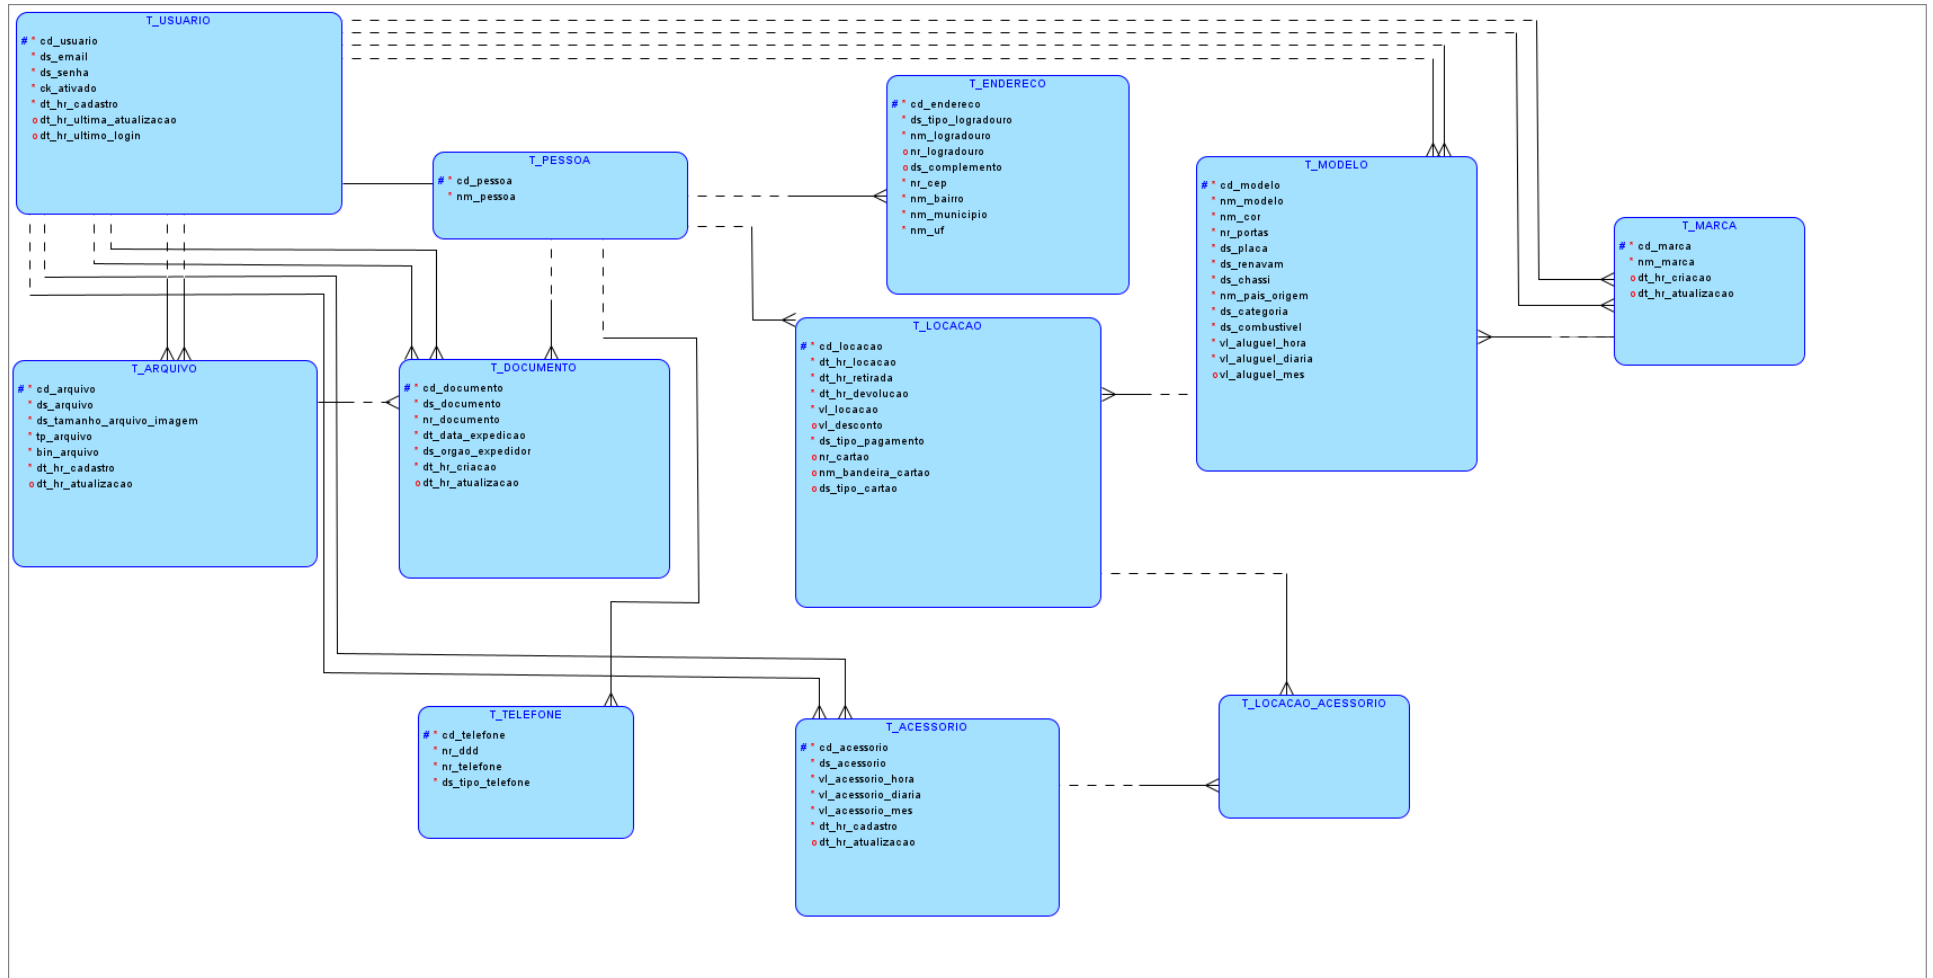 T_USUARIO
# * cd_usuario
* ds_email
* ds_senha
* ck_ativado
* dt_hr_cadastro
o dt_hr_ultima_atualizacao
o dt_hr_ultimo_login
T_PESSOA
# * cd_pessoa
* nm_pessoa
T_ENDERECO
# * cd_endereco
* ds_tipo_logradouro
* nm_logradouro
o nr_logradouro
o ds_complemento
* nr_cep
* nm_bairro
* nm_municipio
* nm_uf
T_MODELO
# * cd_modelo
* nm_modelo
* nm_cor
* nr_portas
* ds_placa
* ds_renavam
* ds_chassi
* nm_pais_origem
* ds_categoria
* ds_combustivel
* vl_aluguel_hora
* vl_aluguel_diaria
o vl_aluguel_mes
T_MARCA
# * cd_marca
* nm_marca
o dt_hr_criacao
o dt_hr_atualizacao
T_ARQUIVO
# * cd_arquivo
* ds_arquivo
* ds_tamanho_arquivo_imagem
* tp_arquivo
* bin_arquivo
* dt_hr_cadastro
o dt_hr_atualizacao
T_DOCUMENTO
# * cd_documento
* ds_documento
* nr_documento
* dt_data_expedicao
* ds_orgao_expedidor
* dt_hr_criacao
o dt_hr_atualizacao
T_LOCACAO
# * cd_locacao
* dt_hr_locacao
* dt_hr_retirada
* dt_hr_devolucao
* vl_locacao
o vl_desconto
* ds_tipo_pagamento
o nr_cartao
o nm_bandeira_cartao
o ds_tipo_cartao
T_TELEFONE
# * cd_telefone
* nr_ddd
* nr_telefone
* ds_tipo_telefone
T_ACESSORIO
# * cd_acessorio
* ds_acessorio
* vl_acessorio_hora
* vl_acessorio_diaria
* vl_acessorio_mes
* dt_hr_cadastro
o dt_hr_atualizacao
T_LOCACAO_ACESSORIO